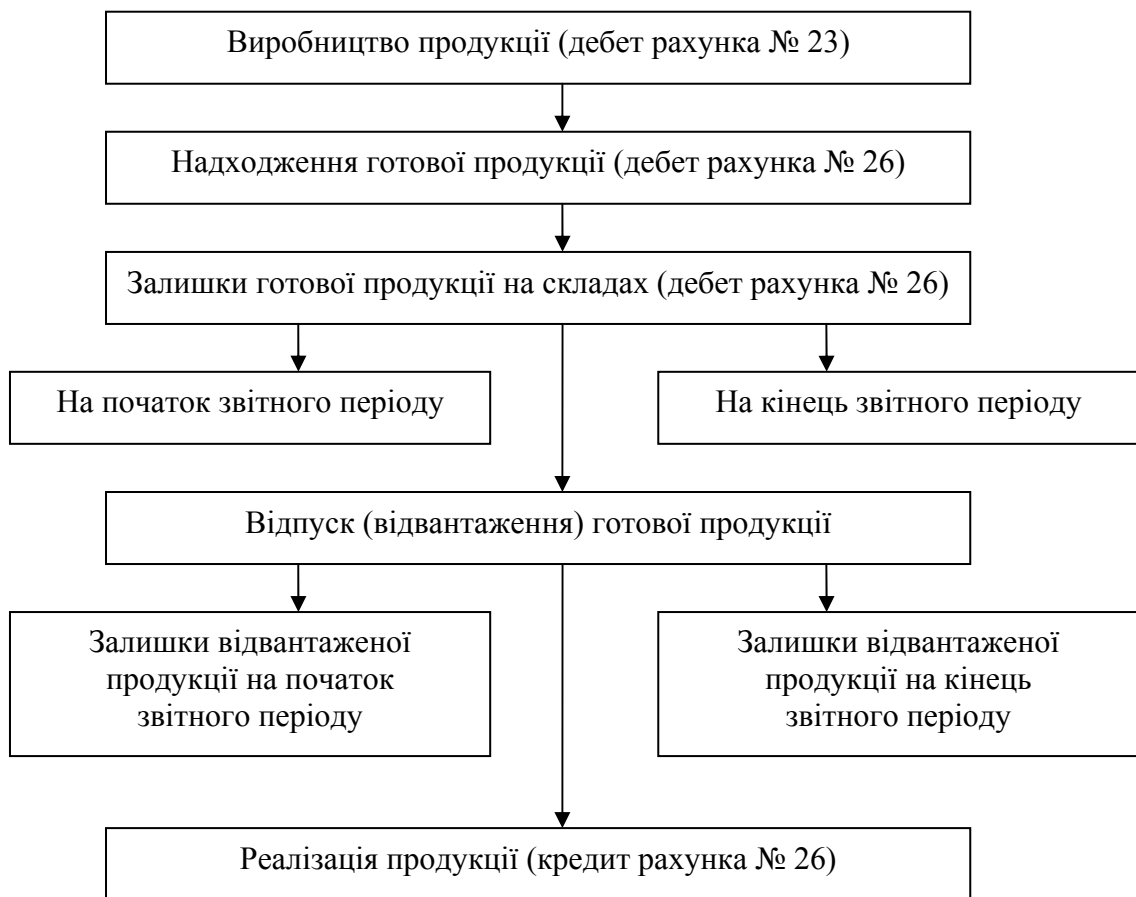 Виробництво продукції (дебет рахунка № 23)
Надходження готової продукції (дебет рахунка № 26)
Залишки готової продукції на складах (дебет рахунка № 26)
На початок звітного періоду
На кінець звітного періоду
Відпуск (відвантаження) готової продукції
Залишки відвантаженої
продукції на початок
звітного періоду
Залишки відвантаженої
продукції на кінець
звітного періоду
Реалізація продукції (кредит рахунка № 26)